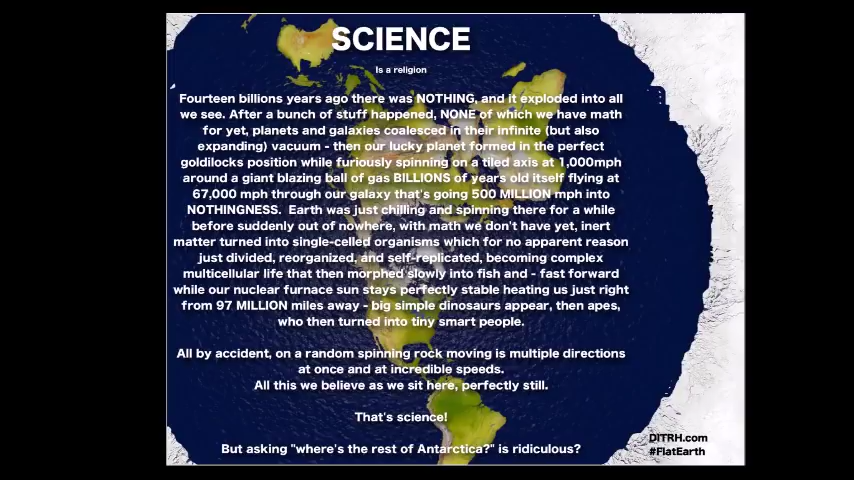 SCIENCE
Is a religion
Fourteen billions years ago there was NOTHING, and it exploded into all
we see. After a bunch of stuff happened, NONE of which we have math
for yet, planets and galaxies coalesced in their infinite (but also
expanding) vacuum - then our lucky planet formed in the perfect
goldilocks position while furiously spinning on a tiled axis at 1,000mph
around a giant blazing ball of gas BILLIONS of years old itself flying at
67,000 mph through our galaxy that's going 500 MILLION mph into
NOTHINGNESS. Earth was just chilling and spinning there for a while
before suddenly out of nowhere, with math we don't have yet, inert
matter turned into single-celled organisms which for no apparent reason
just divided, reorganized, and self-replicated, becoming complex
multicellular life that then morphed slowly into fish and - fast forward
while our nuclear furnace sun stays perfectly stable heating us just right
from 97 MILLION miles away - big simple dinosaurs appear, then apes,
who then turned into tiny smart people.
All by accident, on a random spinning rock moving is multiple directions
at once and at incredible speeds.
All this we believe as we sit here, perfectly still.
That's science!
But asking "where's the rest of Antarctica?" is ridiculous?
DITRH.com
#FlatEarth